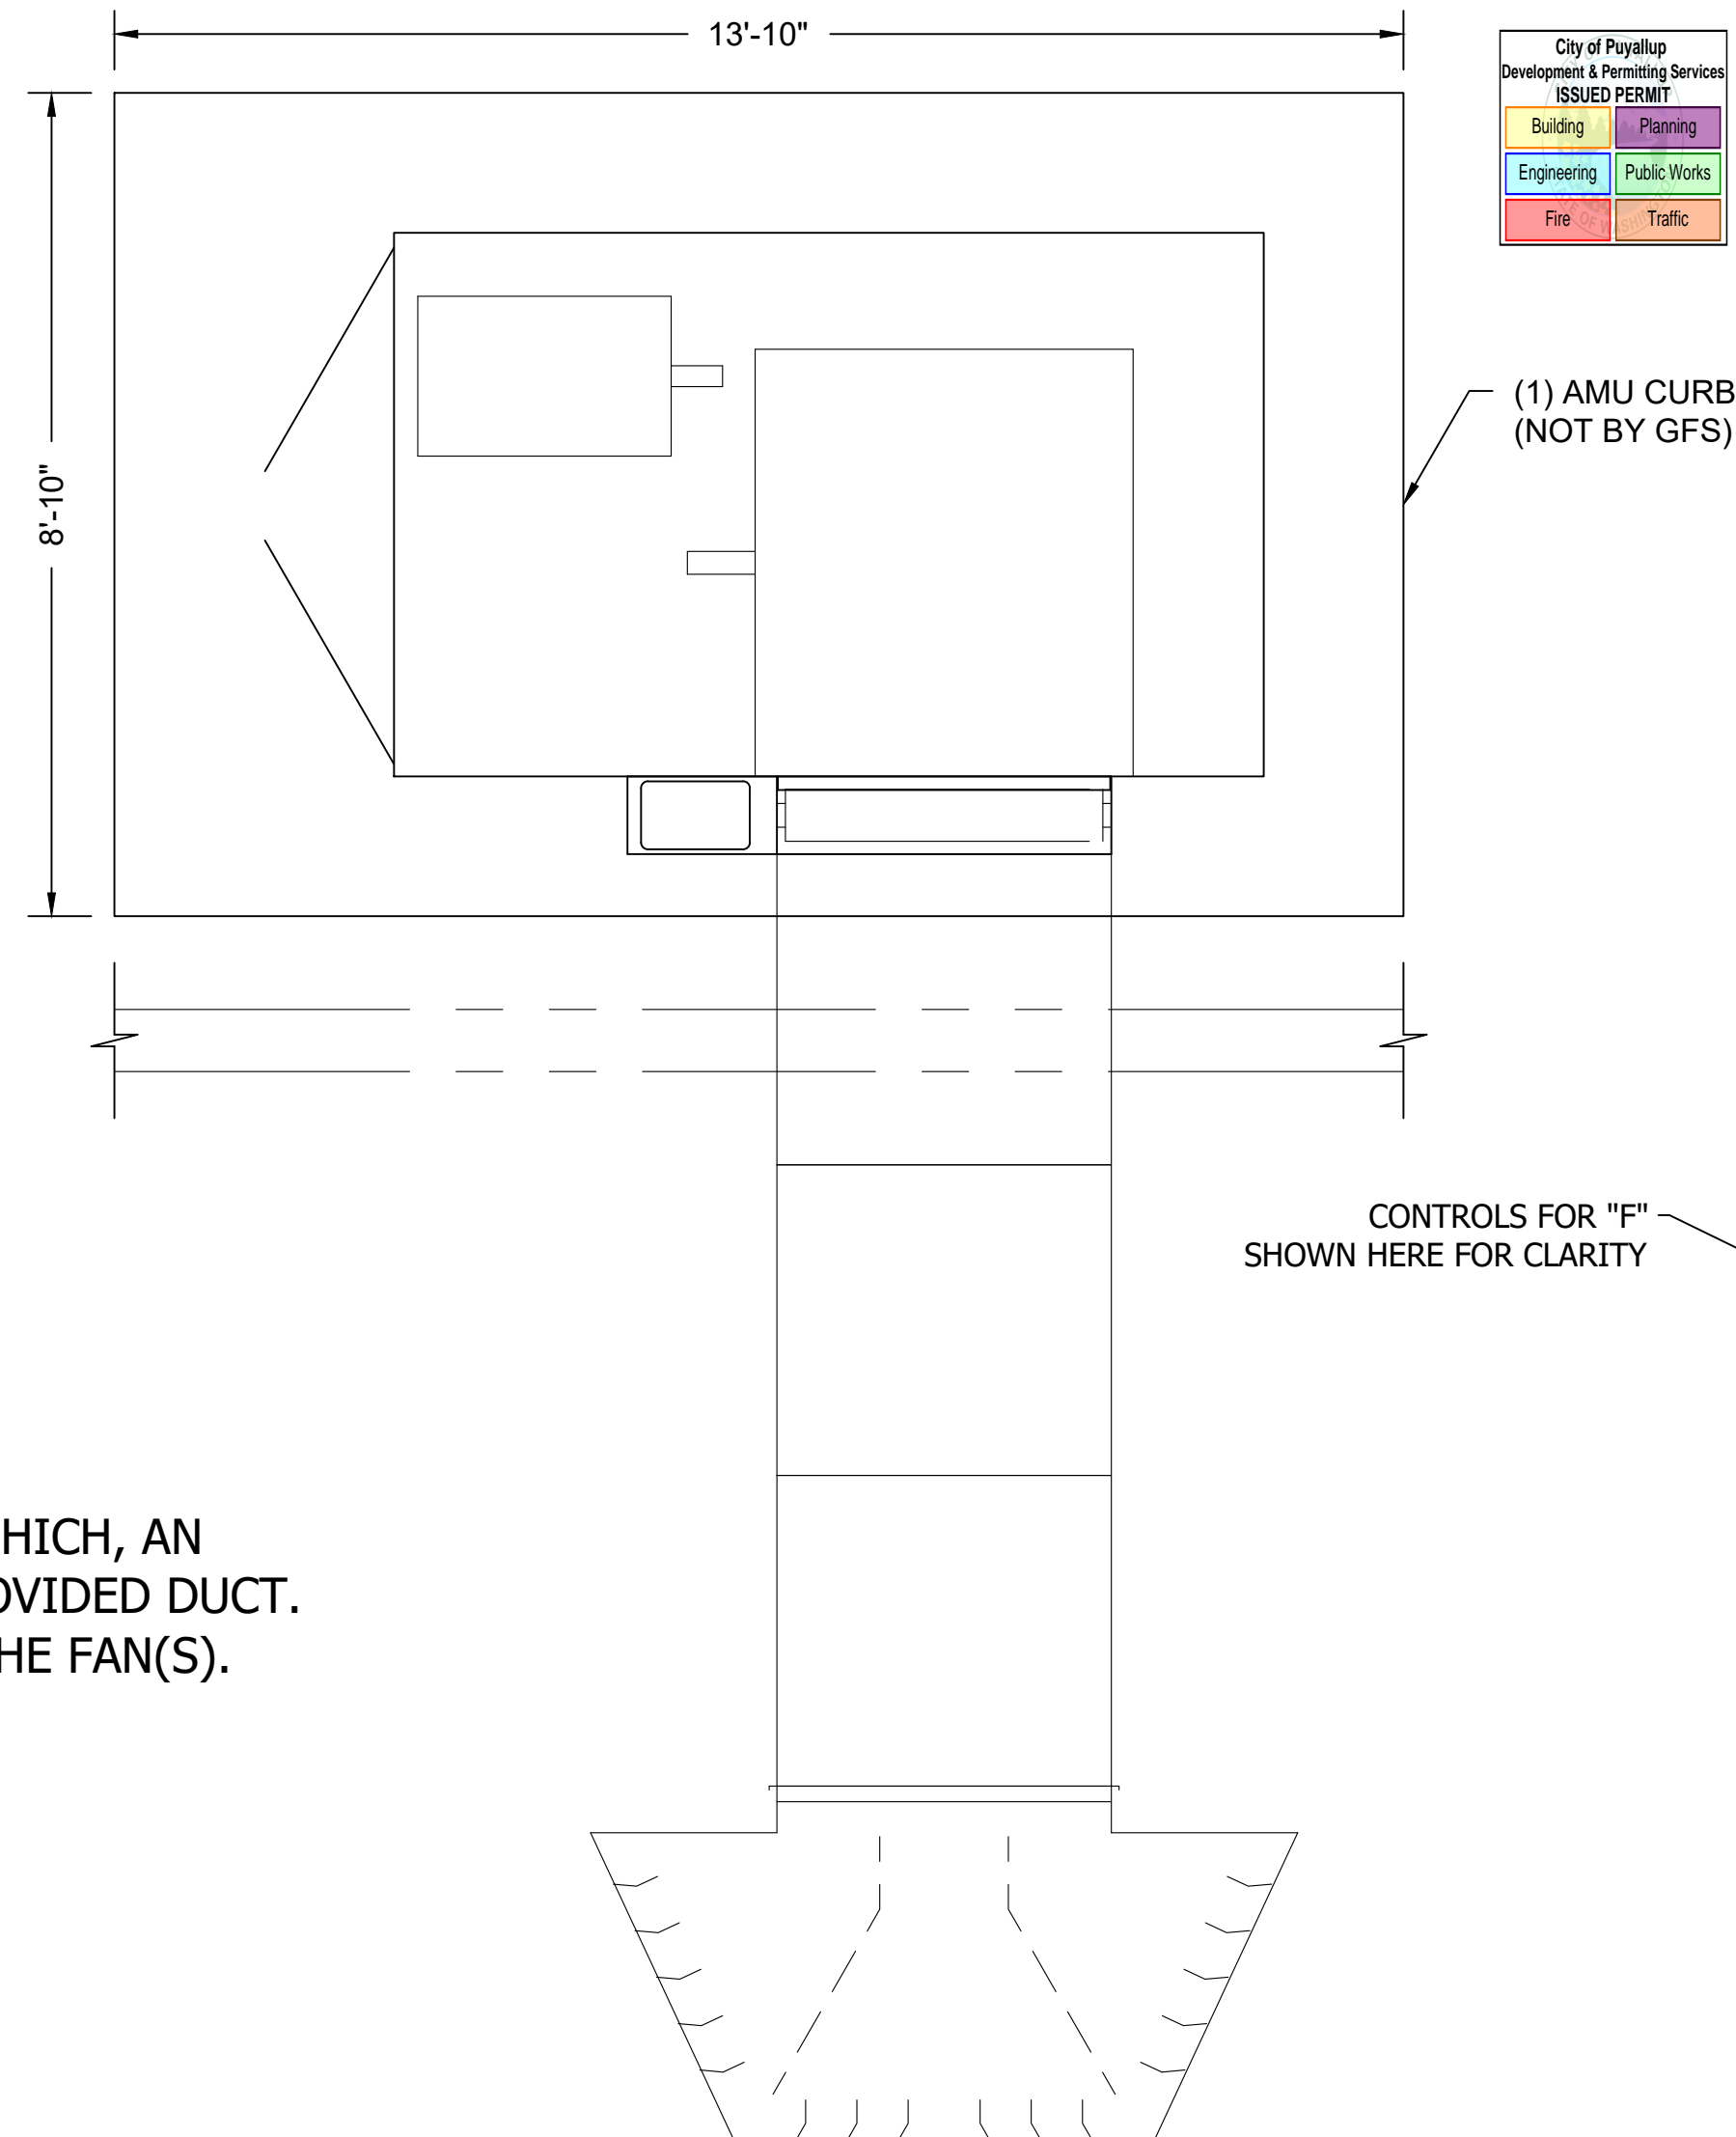 13'-10"
City of Puyallup
Development & Permitting Services
ISSUED PERMIT
Building
Planning
Engineering
Public Works
Fire
Traffic
8'-10"
(1) AMU CURB
(NOT BY GFS)
CONTROLS FOR "F"
SHOWN HERE FOR CLARITY
HICH, AN
OVIDED DUCT.
HE FAN(S).